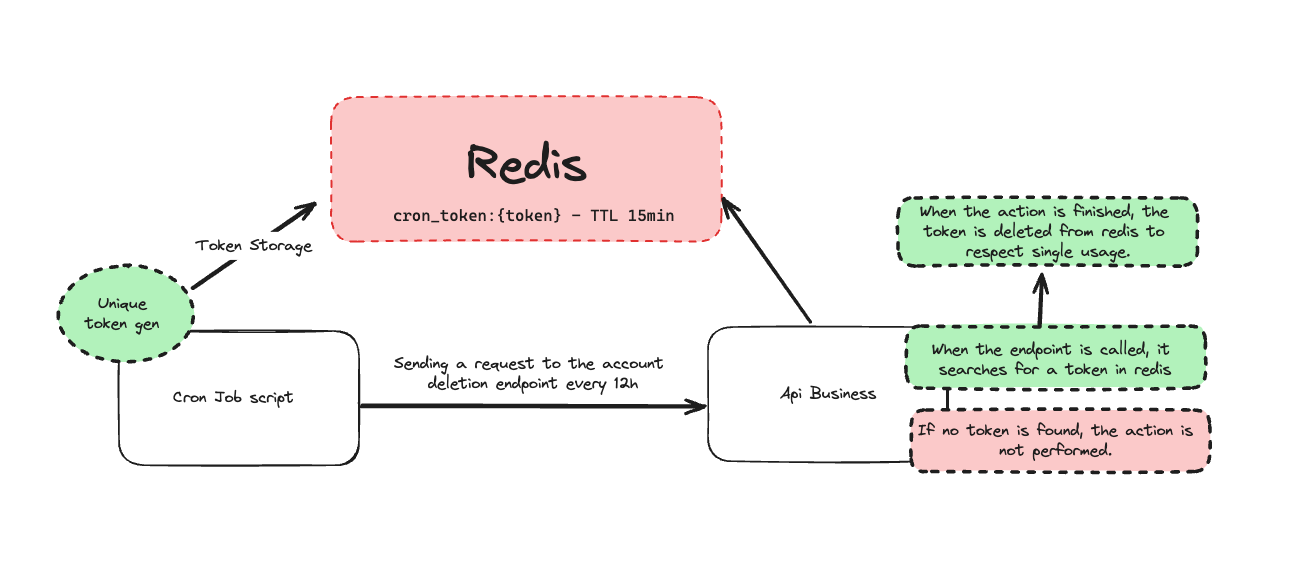 Redis
cron_token:{token} - TTL 15min
Token Storage
Unique
token gen
Cron Job script
Sending a request to the account
deletion endpoint every 12h
Api Business
When the action is finished, the
token is deleted from redis to
respect single usage.
When the endpoint is called, it
searches for a token in redis
If no token is found, the action is
not performed.